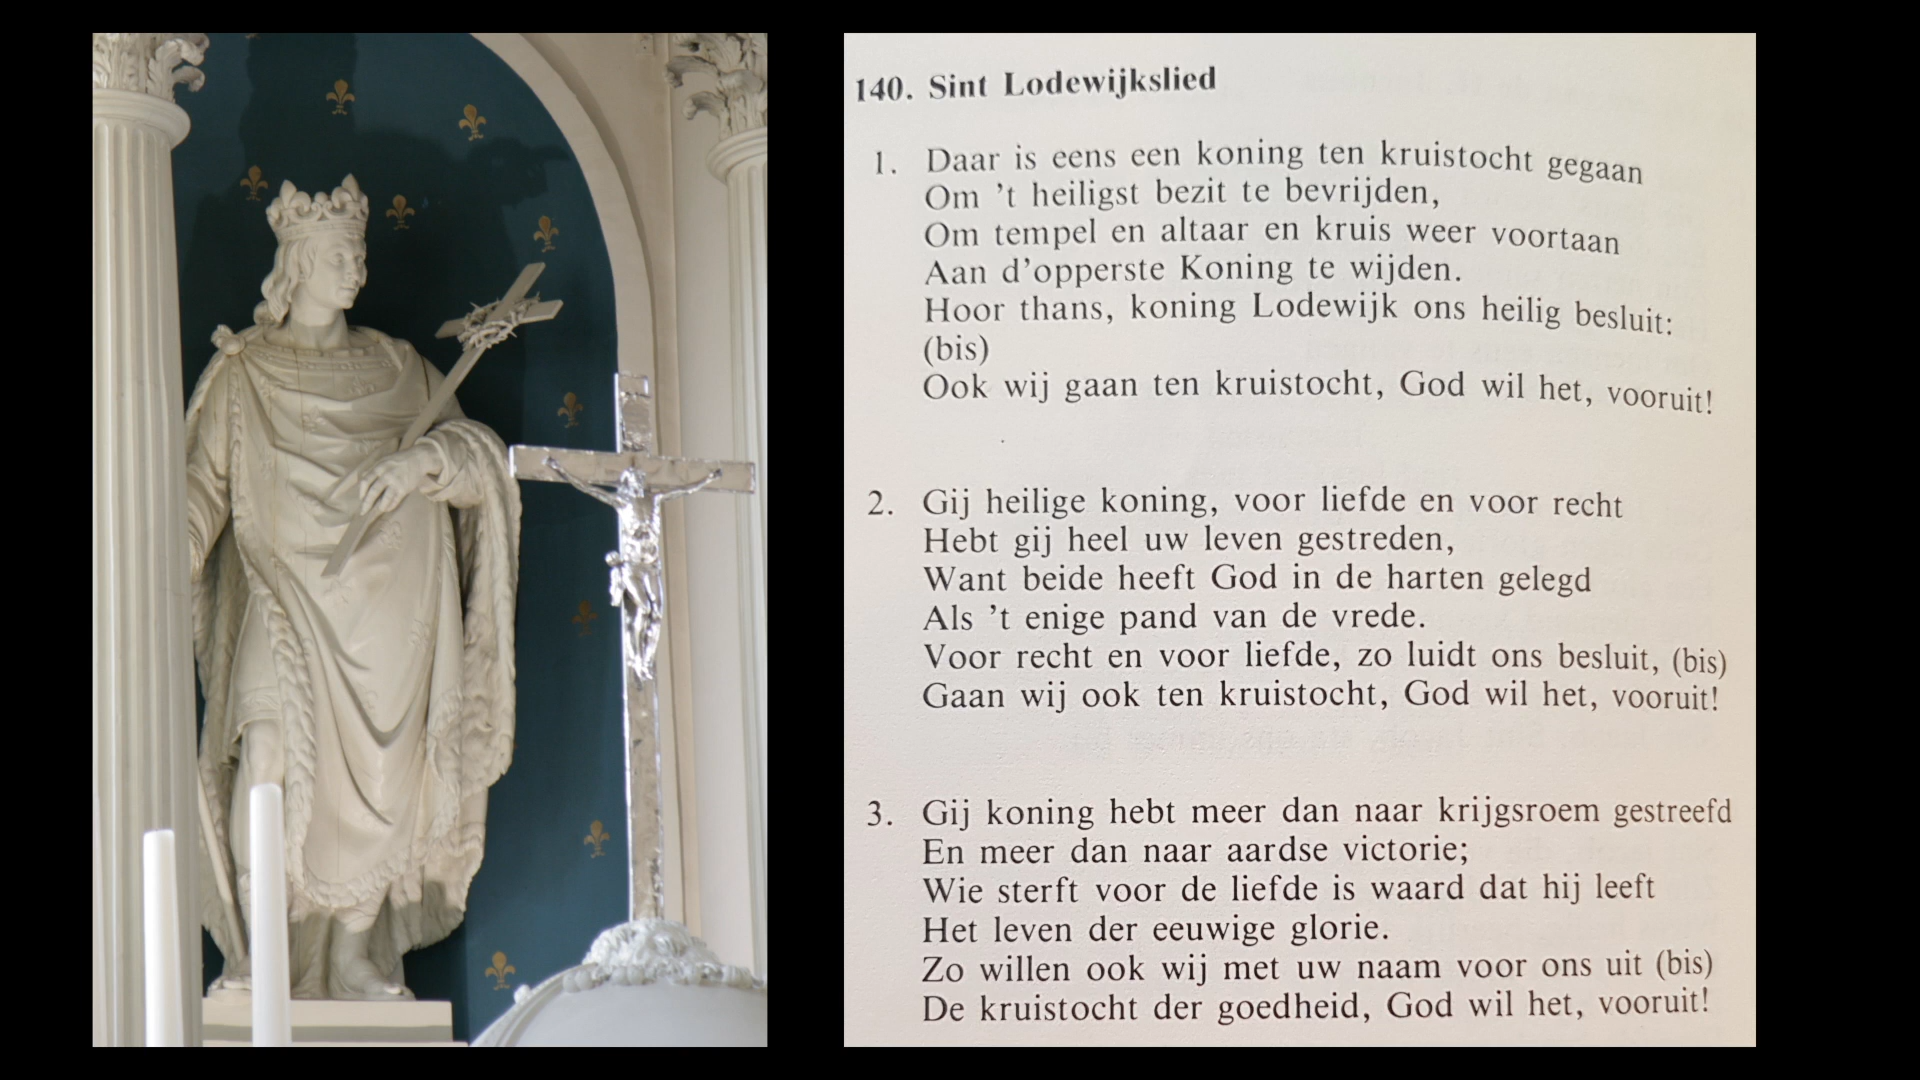 140. Sint Lodewijkslied
1. Daar is eens een koning ten kruistocht gegaan
Om 't heiligst bezit te bevrijden,
Om tempel en altaar en kruis weer voortaan
Aan d'opperste Koning te wijden.
Hoor thans, koning Lodewijk ons heilig besluit:
(bis)
Ook wij gaan ten kruistocht, God wil het, vooruit!
2. Gij heilige koning, voor liefde en voor recht
Hebt gij heel uw leven gestreden,
Want beide heeft God in de harten gelegd
Als 't enige pand van de vrede.
Voor recht en voor liefde, zo luidt ons besluit, (bis)
Gaan wij ook ten kruistocht, God wil het, vooruit!
3. Gij koning hebt meer dan naar krijgsroem gestreefd
En meer dan naar aardse victorie;
Wie sterft voor de liefde is waard dat hij leeft
Het leven der eeuwige glorie.
Zo willen ook wij met uw naam voor ons uit (bis)
De kruistocht der goedheid, God wil het, vooruit!